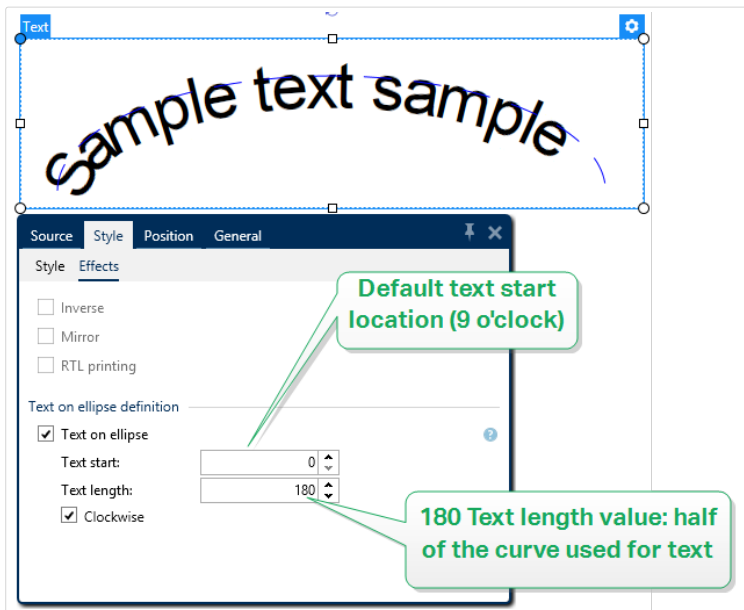 Text
Sample text sample
Source Style Position General
Style Effects
Inverse
Mirror
RTL printing
Default text start
location (9 o'clock)
Text on ellipse definition
Text on ellipse
?
Text start:
0
Text length:
180
Clockwise
180 Text length value: half
of the curve used for text